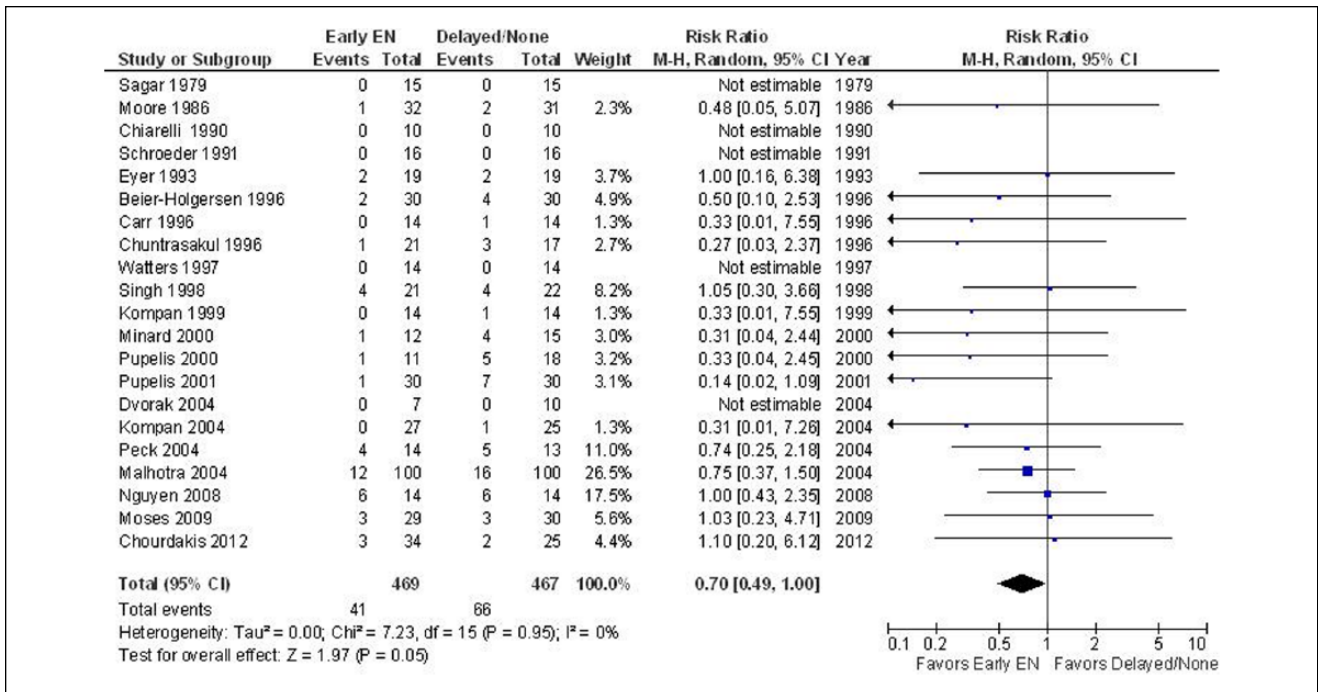 Early EN Delayed/None Risk Ratio Risk Ratio
Study or Subgroup Events Total Events Total Weight M-H, Random, 95% CI Year M-H, Random, 95% CI
Sagar 1979 0 15 0 15 Not estimable 1979
Moore 1986 1 32 2 31 2.3% 0.48 [0.05, 5.07] 1986
Chiarelli 1990 0 10 0 10 Not estimable 1990
Schroeder 1991 0 16 0 16 Not estimable 1991
Eyer 1993 2 19 2 19 3.7% 1.00 [0.16, 6.38] 1993
Beier-Holgersen 1996 2 30 4 30 4.9% 0.50 [0.10, 2.53] 1996
Carr 1996 0 14 1 14 1.3% 0.33 [0.01, 7.55] 1996
Chuntrasakul 1996 1 21 3 17 2.7% 0.27 [0.03, 2.37] 1996
Watters 1997 0 14 0 14 Not estimable 1997
Singh 1998 4 21 4 22 8.2% 1.05 [0.30, 3.66] 1998
Kompan 1999 0 14 1 14 1.3% 0.33 [0.01, 7.55] 1999
Minard 2000 1 12 4 15 3.0% 0.31 [0.04, 2.44] 2000
Pupelis 2000 1 11 5 18 3.2% 0.33 [0.04, 2.45] 2000
Pupelis 2001 1 30 7 30 3.1% 0.14 [0.02, 1.09] 2001
Dvorak 2004 0 7 0 10 Not estimable 2004
Kompan 2004 0 27 1 25 1.3% 0.31 [0.01, 7.26] 2004
Peck 2004 4 14 5 13 11.0% 0.74 [0.25, 2.18] 2004
Malhotra 2004 12 100 16 100 26.5% 0.75 [0.37, 1.50] 2004
Nguyen 2008 6 14 6 14 17.5% 1.00 [0.43, 2.35] 2008
Moses 2009 3 29 3 30 5.6% 1.03 [0.23, 4.71] 2009
Chourdakis 2012 3 34 2 25 4.4% 1.10 [0.20, 6.12] 2012
Total (95% CI) 469 467 100.0% 0.70 [0.49, 1.00]
Total events 41 66
Heterogeneity: Tau² = 0.00; Chi² = 7.23, df = 15 (P = 0.95); I² = 0%
Test for overall effect: Z = 1.97 (P = 0.05)
0.1 0.2 0.5 1 2 5 10
Favors Early EN Favors Delayed/None